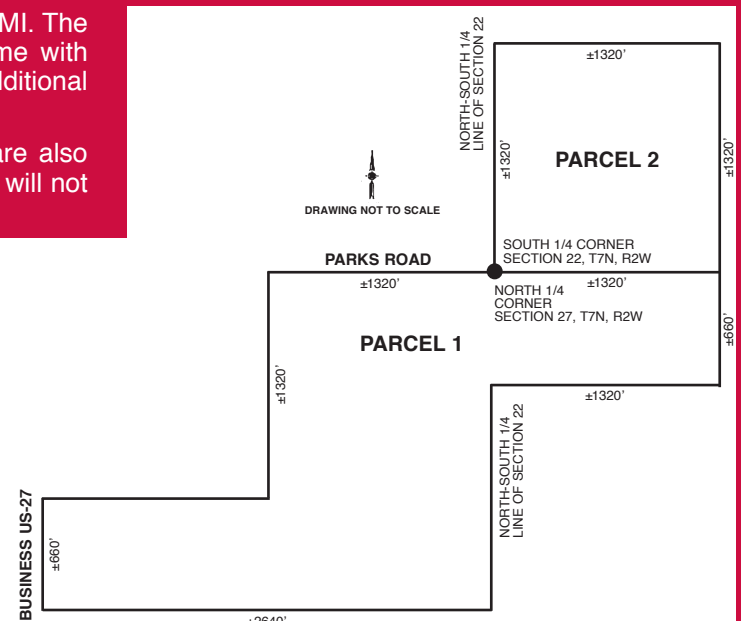 MI. The
me with
dditional
are also
will not
NORTH-SOUTH 1/4
LINE OF SECTION 22
±1320'
±1320'
±1320'
PARCEL 2
DRAWING NOT TO SCALE
SOUTH 1/4 CORNER
SECTION 22, T7N, R2W
PARKS ROAD
±1320'
±1320'
NORTH 1/4
CORNER
SECTION 27, T7N, R2W
±660'
PARCEL 1
±1320'
±1320'
NORTH-SOUTH 1/4
LINE OF SECTION 22
BUSINESS US-27
±660'
±2640'